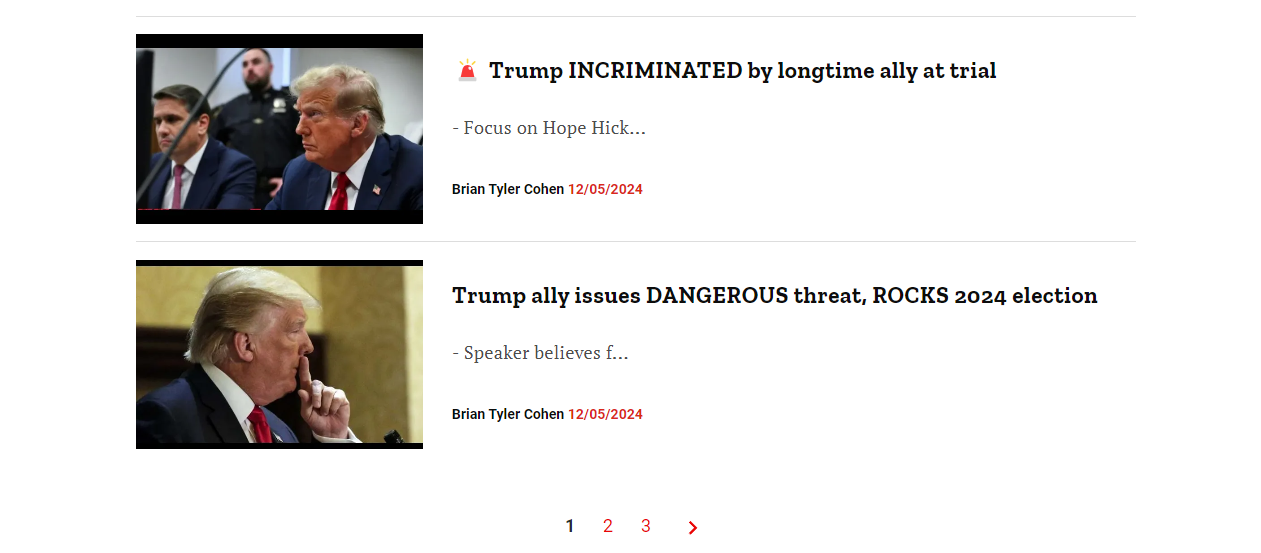 🚨 Trump INCRIMINATED by longtime ally at trial
- Focus on Hope Hick...
Brian Tyler Cohen 12/05/2024
Trump ally issues DANGEROUS threat, ROCKS 2024 election
- Speaker believes f...
Brian Tyler Cohen 12/05/2024
1 2 3